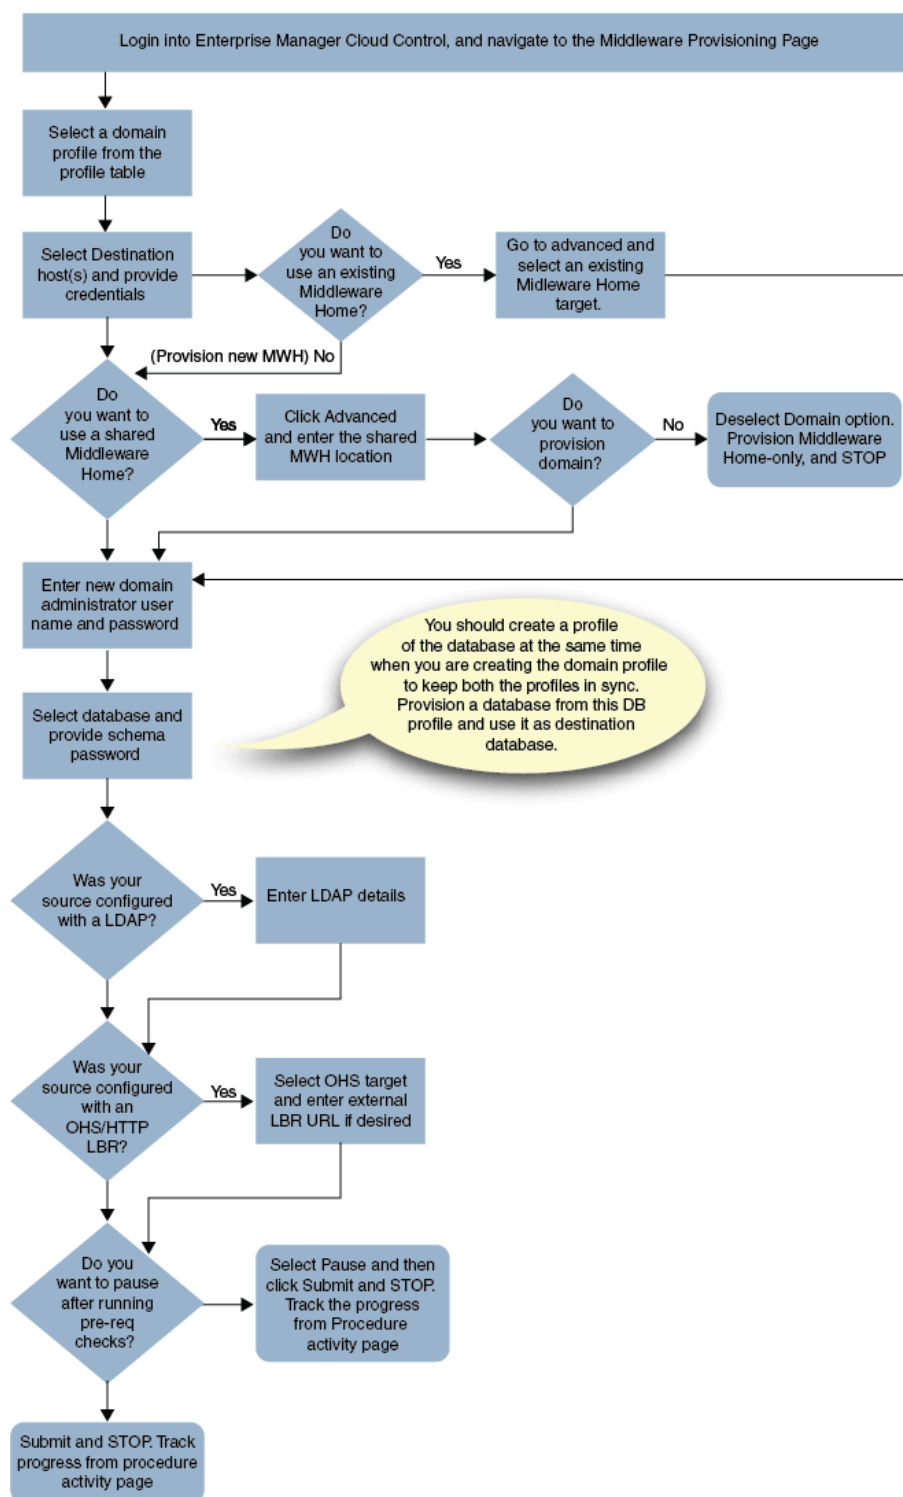 Login into Enterprise Manager Cloud Control, and navigate to the Middleware Provisioning Page
Select a domain
profile from the
profile table
Select Destination
host(s) and provide
credentials
Do
you want to
use an existing
Middleware
Home?
Yes
Go to advanced and
select an existing
Midleware Home
target.
(Provision new MWH) No
Do
you want to
use a shared
Middleware
Home?
Yes
Click Advanced
and enter the shared
MWH location
Do
you want to
provision
domain?
No
Deselect Domain option.
Provision Middleware
Home-only, and STOP
Enter new domain
administrator user
name and password
You should create a profile
of the database at the same time
when you are creating the domain profile
to keep both the profiles in sync.
Provision a database from this DB
profile and use it as destination
database.
Select database and
provide schema
password
Was your
source configured
with a LDAP?
Yes
Enter LDAP details
Was your
source configured
with an
OHS/HTTP
LBR?
Yes
Select OHS target
and enter external
LBR URL if desired
Do you
want to pause
after running
pre-req
checks?
Select Pause and then
click Submit and STOP.
Track the progress
from Procedure
activity page
Submit and STOP. Track
progress from procedure
activity page